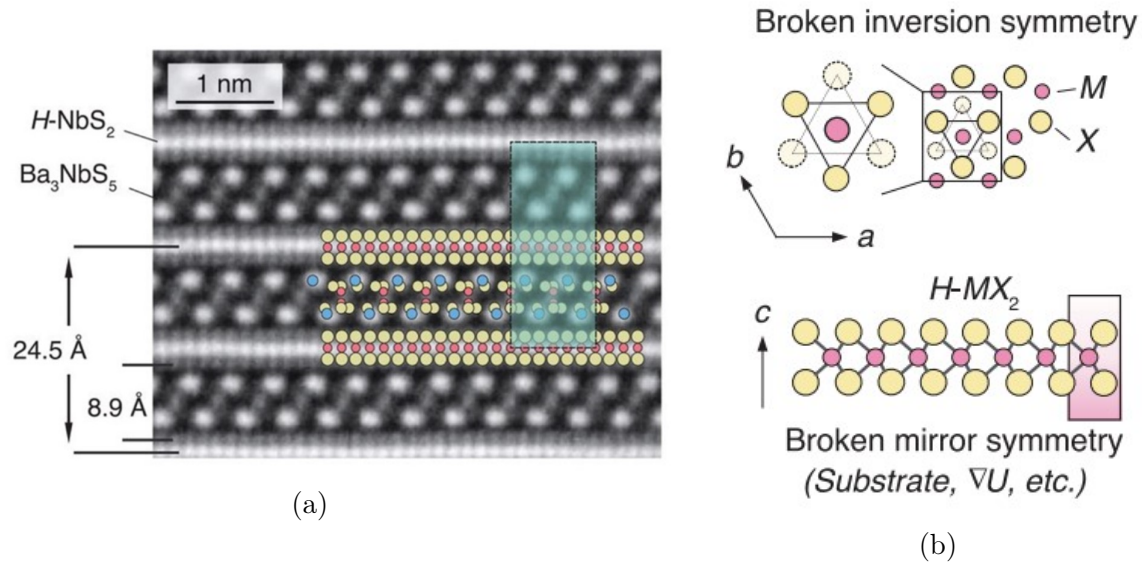 1 nm
H-NbS₂
Ba₃NbS₅
24.5 Å
8.9 Å
(a)
Broken inversion symmetry
M
X
b
a
H-MX₂
c
Broken mirror symmetry
(Substrate, ∇U, etc.)
(b)